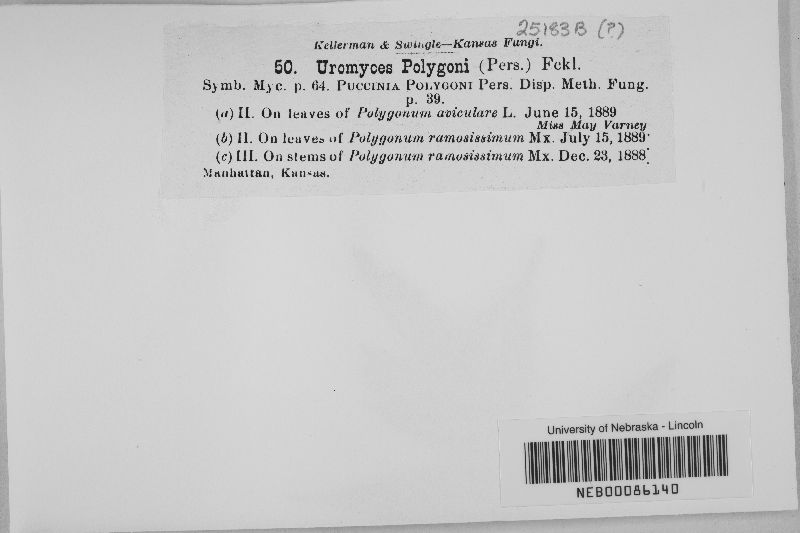 25183B (?)
Kellerman & Swingle—Kansas Fungi.
50. Uromyces Polygoni (Pers.) Fckl.
Symb. Myc. p. 64. PUCCINIA POLYGONI Pers. Disp. Meth. Fung.
p. 39.
(a) II. On leaves of Polygonum aviculare L. June 15, 1889
Miss May Varney
(b) II. On leaves of Polygonum ramosissimum Mx. July 15, 1889.
(c) III. On stems of Polygonum ramosissimum Mx. Dec. 23, 1888.
Manhattan, Kansas.
University of Nebraska - Lincoln
NEB00086140